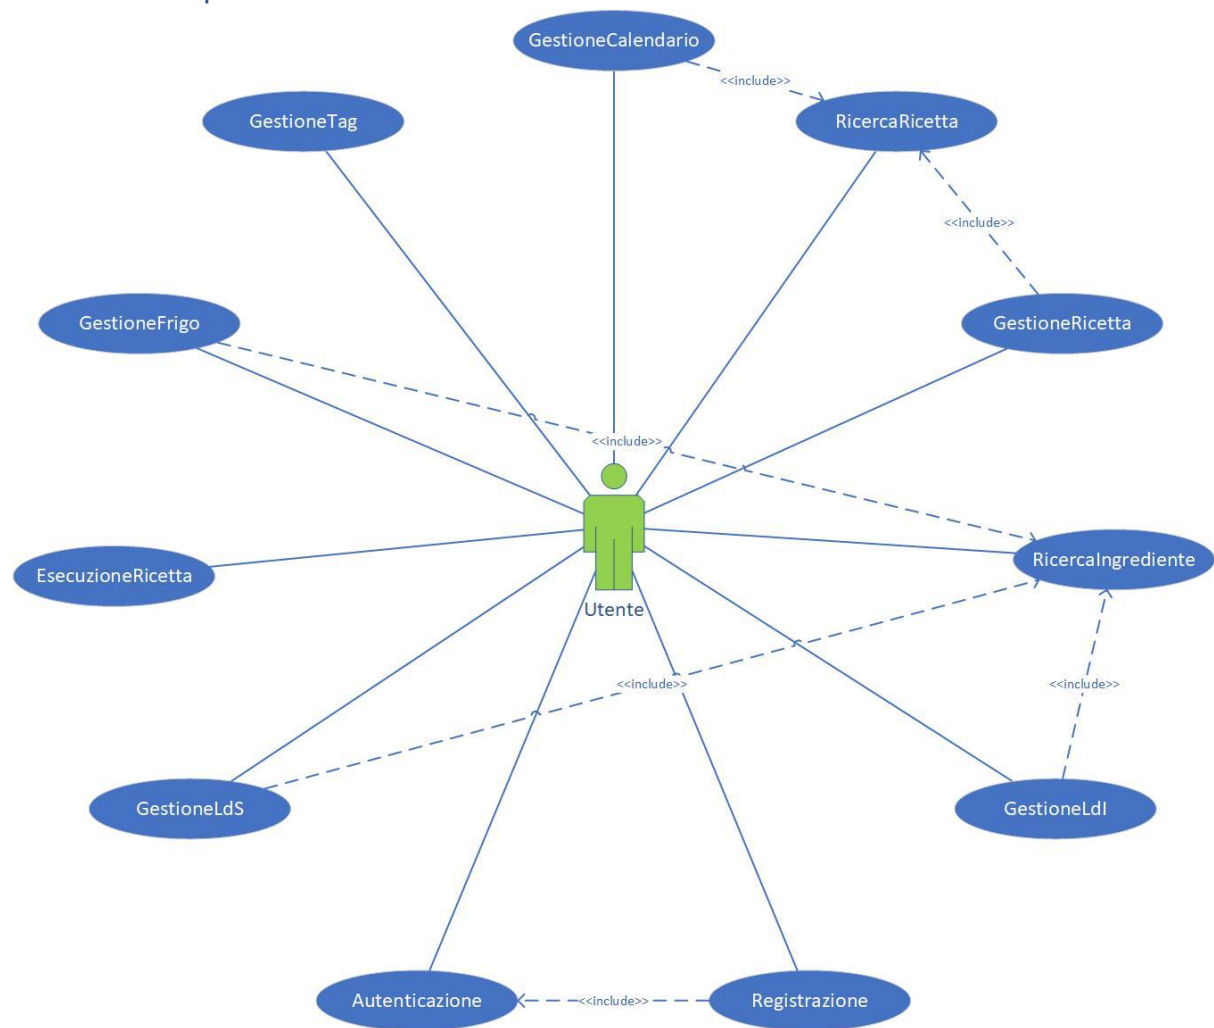 GestioneCalendario
<<include>>
GestioneTag
RicercaRicetta
<<include>>
GestioneFrigo
GestioneRicetta
<<include>>
EsecuzioneRicetta
RicercaIngrediente
Utente
<<include>>
<<include>>
GestioneLdS
GestioneLdI
Autenticazione
<<include>>
Registrazione